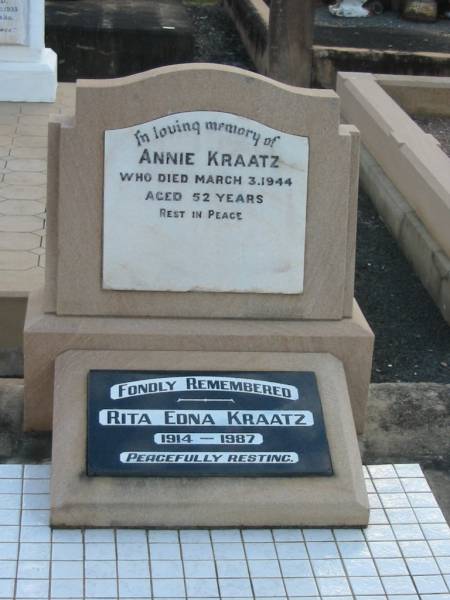 In loving memory of
ANNIE KRAATZ
WHO DIED MARCH 3.1944
AGED 52 YEARS
REST IN PEACE
FONDLY REMEMBERED
RITA EDNA KRAATZ
1914 — 1987
PEACEFULLY RESTING.